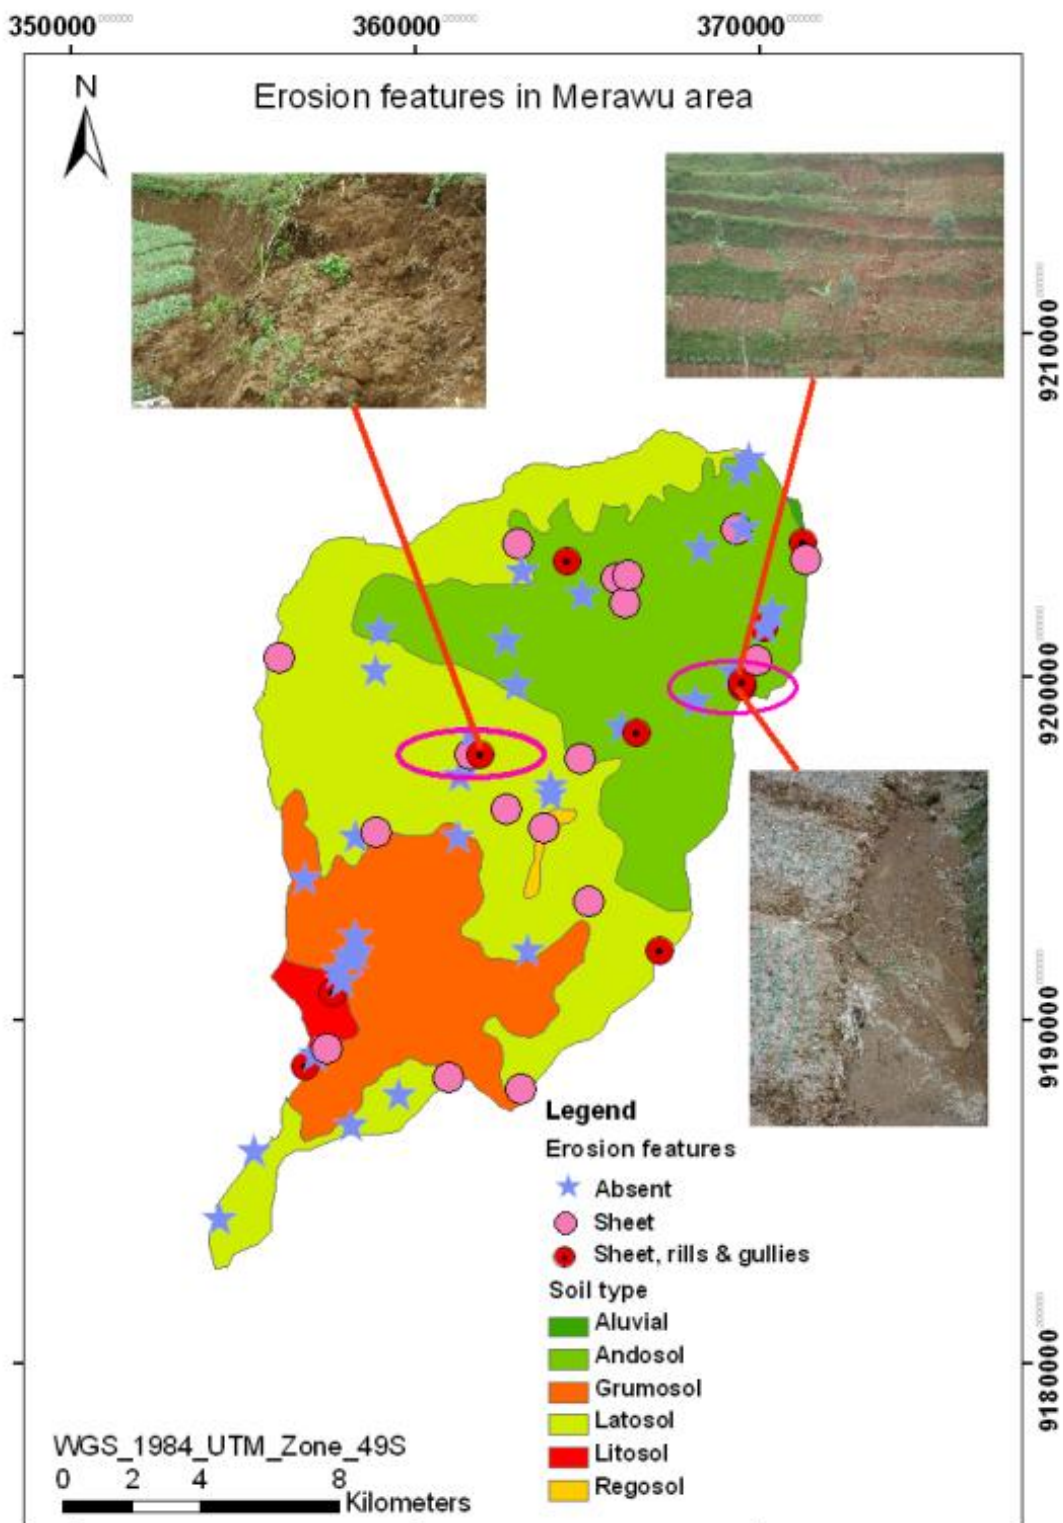 350000 360000 370000
N
Erosion features in Merawu area
9210000
9200000
9190000
9180000
Legend
Erosion features
Absent
Sheet
Sheet, rills & gullies
Soil type
Aluvial
Andosol
Grumosol
Latosol
Litosol
Regosol
WGS_1984_UTM_Zone_49S
0 2 4 8
Kilometers